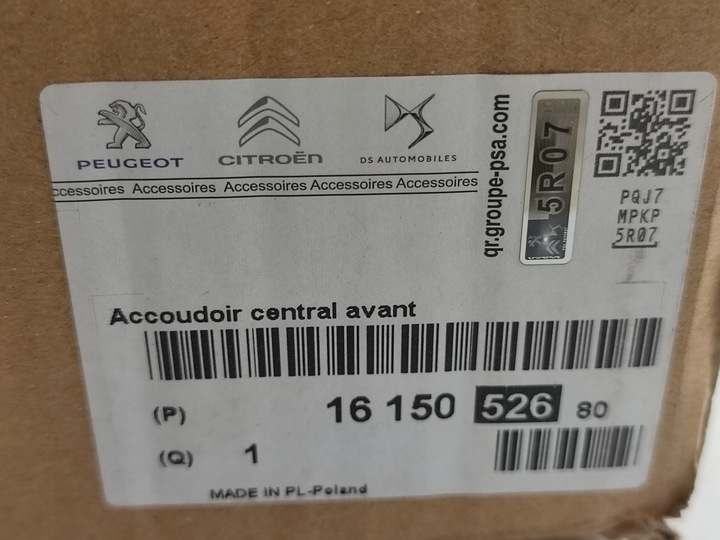 PEUGEOT
CITROËN
DS AUTOMOBILES
ccessoires Accessoires Accessoires Accessoires Accessoires
qr.groupe-psa.com
5R07
PQJ7
MPKP
5R07
Accoudoir central avant
(P) 16 150 526 80
(Q) 1
MADE IN PL-Poland